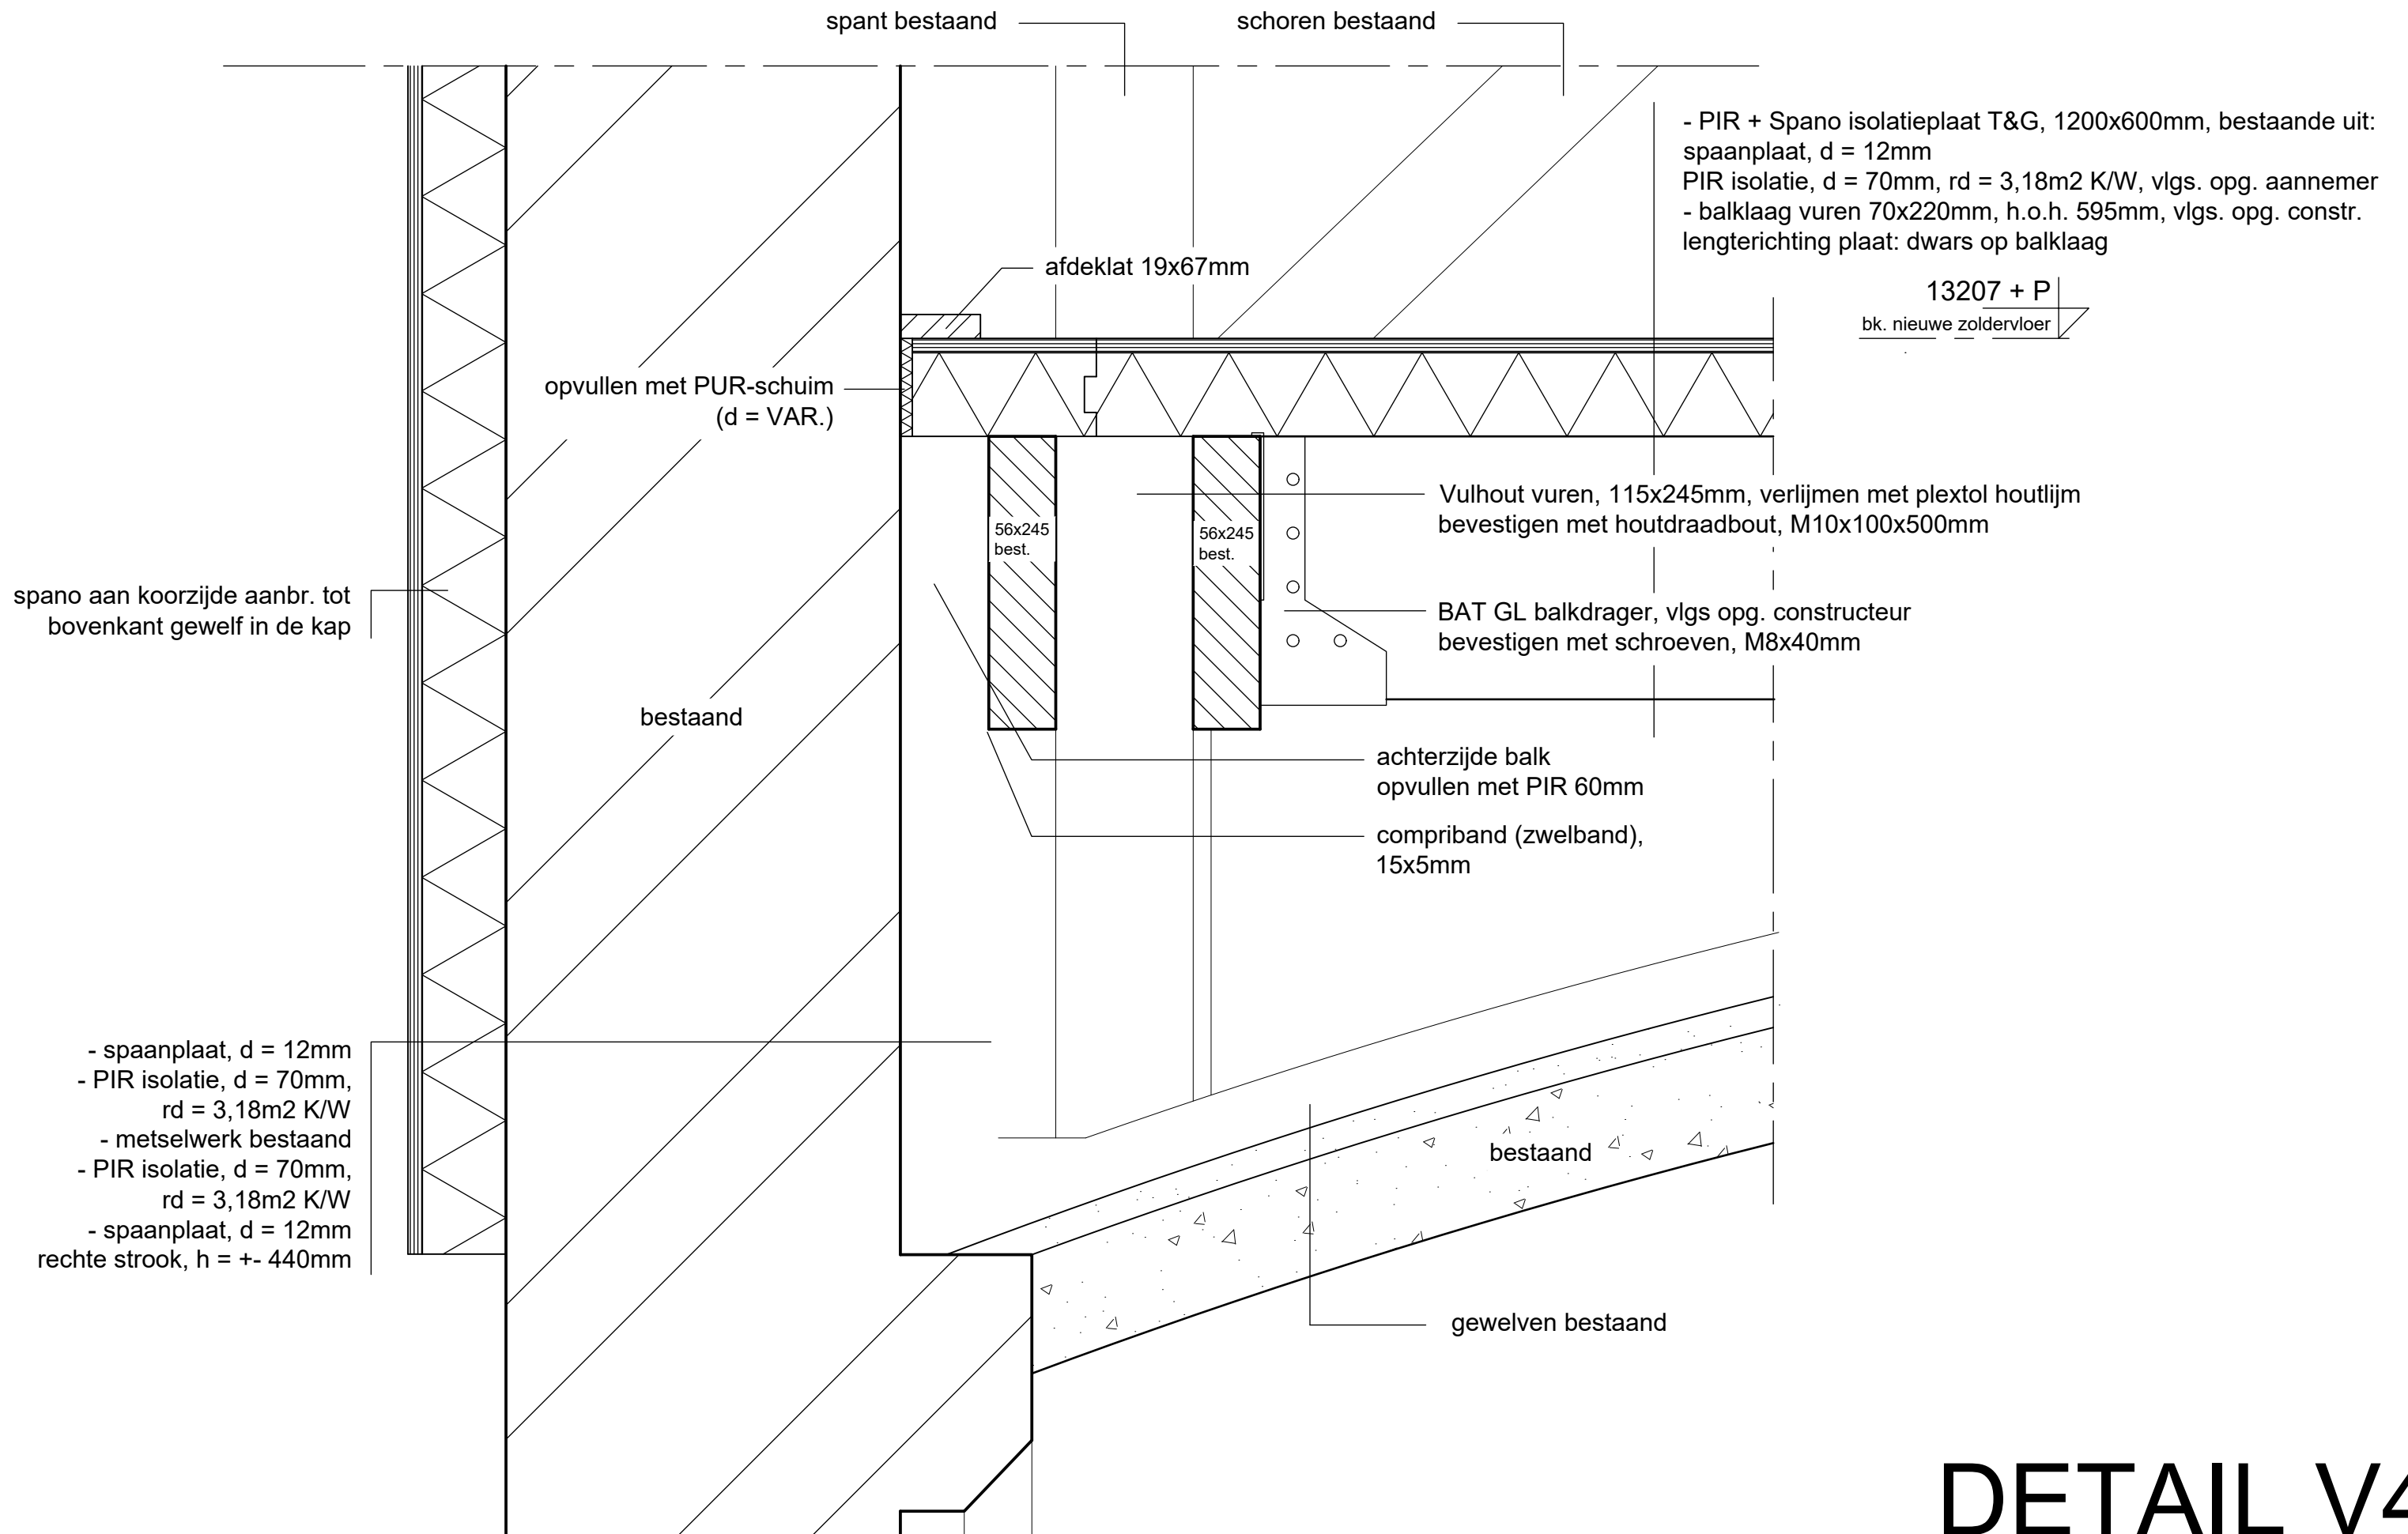 spant bestaand
schoren bestaand
- PIR + Spano isolatieplaat T&G, 1200x600mm, bestaande uit:
spaanplaat, d = 12mm
PIR isolatie, d = 70mm, rd = 3,18m2 K/W, vlgs. opg. aannemer
- balklaag vuren 70x220mm, h.o.h. 595mm, vlgs. opg. constr.
lengterichting plaat: dwars op balklaag
afdeklat 19x67mm
13207 + P
bk. nieuwe zoldervloer
opvullen met PUR-schuim
(d = VAR.)
Vulhout vuren, 115x245mm, verlijmen met plextol houtlijm
bevestigen met houtdraadbout, M10x100x500mm
56x245
best.
56x245
best.
spano aan koorzijde aanbr. tot
bovenkant gewelf in de kap
BAT GL balkdrager, vlgs opg. constructeur
bevestigen met schroeven, M8x40mm
bestaand
achterzijde balk
opvullen met PIR 60mm
compriband (zwelband),
15x5mm
- spaanplaat, d = 12mm
- PIR isolatie, d = 70mm,
rd = 3,18m2 K/W
- metselwerk bestaand
- PIR isolatie, d = 70mm,
rd = 3,18m2 K/W
- spaanplaat, d = 12mm
rechte strook, h = +- 440mm
bestaand
gewelven bestaand
DETAIL V4